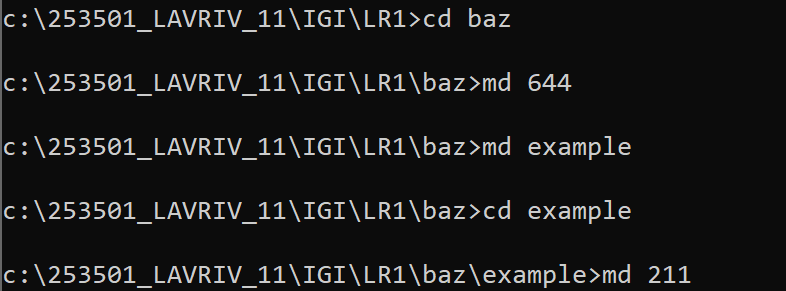 c:\253501_LAVRIV_11\IGI\LR1>cd baz
c:\253501_LAVRIV_11\IGI\LR1\baz>md 644
c:\253501_LAVRIV_11\IGI\LR1\baz>md example
c:\253501_LAVRIV_11\IGI\LR1\baz>cd example
c:\253501_LAVRIV_11\IGI\LR1\baz\example>md 211